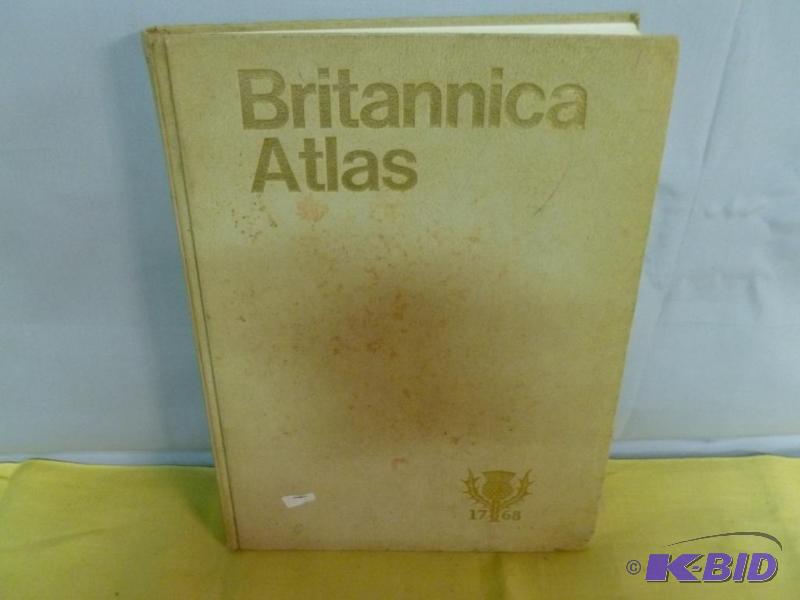 Britannica
Atlas
17 68
© K-BID